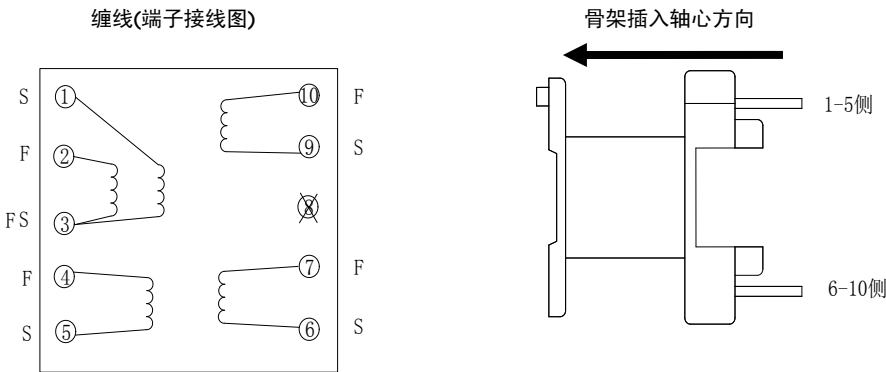 缠线(端子接线图)
骨架插入轴心方向
S ① ⑩ F
F ② ⑨ S
FS ③ ⑧
F ④ ⑦ F
S ⑤ ⑥ S
1-5侧
6-10侧